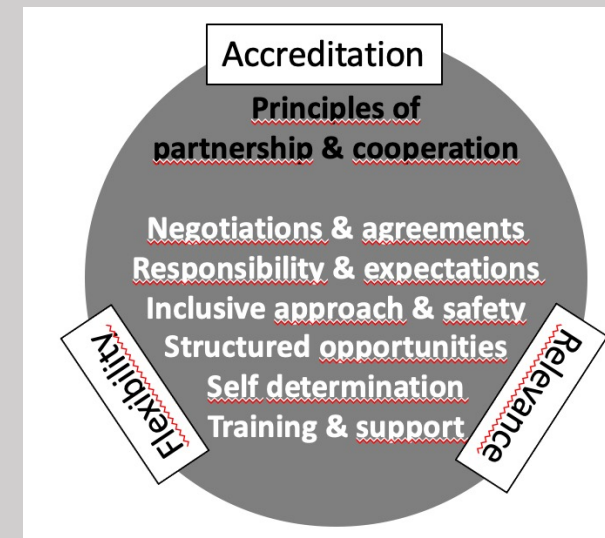 Accreditation
Principles of
partnership & cooperation
Negotiations & agreements
Responsibility & expectations
Inclusive approach & safety
Structured opportunities
Self determination
Training & support
Flexibility
Relevance